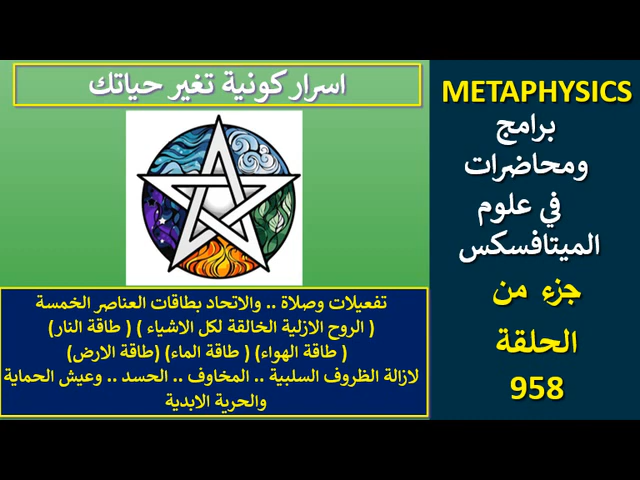 اسرار كونية تغير حياتك
METAPHYSICS
برامج
ومحاضرات
في علوم
الميتافسكس
جزء من
الحلقة
958
تفعيلات وصلاة .. والاتحاد بطاقات العناصر الخمسة
( الروح الازلية الخالقة لكل الاشياء ) ( طاقة النار)
( طاقة الهواء) ( طاقة الماء) (طاقة الارض)
لازالة الظروف السلبية .. المخاوف .. الحسد .. وعيش الحماية
والحرية الابدية